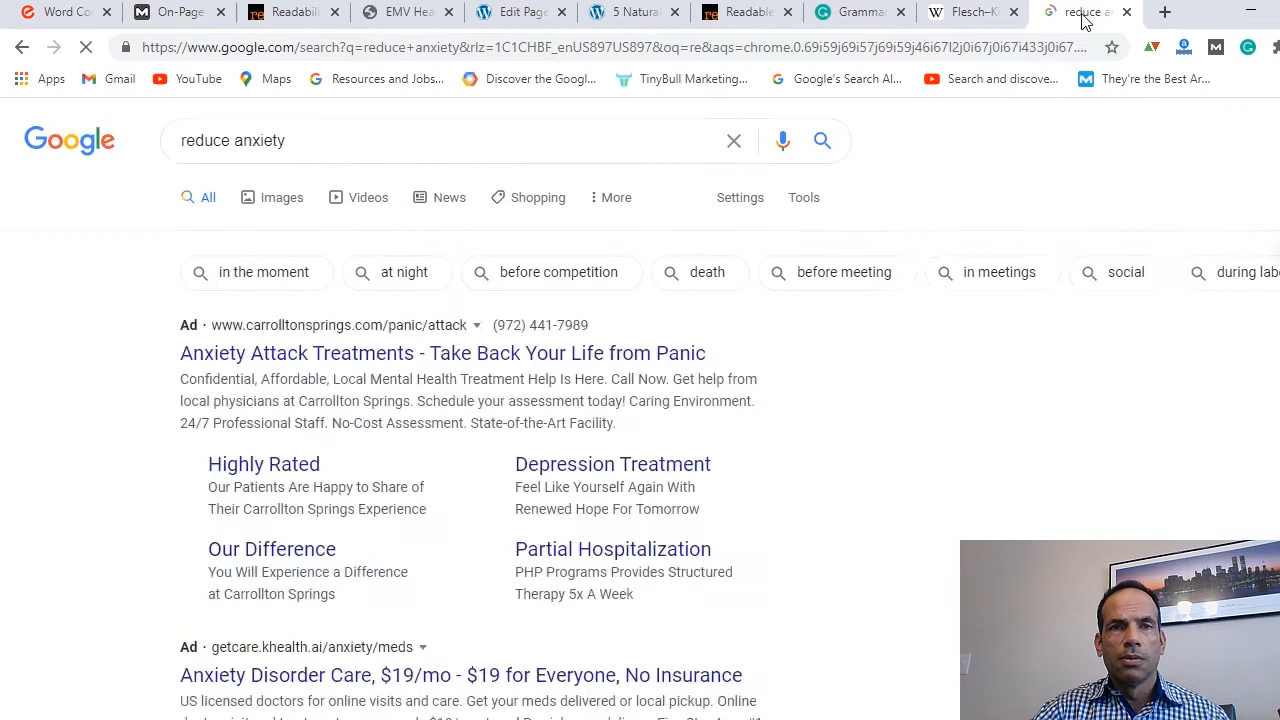 Word Co
On-Page
Readabili
EMV Hea
Edit Page
5 Natural
Readable
Gramma
Flesch–Ki
reduce a
https://www.google.com/search?q=reduce+anxiety&rlz=1C1CHBF_enUS897US897&oq=re&aqs=chrome.0.69i59j69i57j69i59j46i67l2j0i67j0i67i433j0i67....
Apps
Gmail
YouTube
Maps
Resources and Jobs...
Discover the Googl...
TinyBull Marketing...
Google's Search Al...
Search and discove...
They're the Best Ar...
Google
reduce anxiety
All
Images
Videos
News
Shopping
More
Settings
Tools
in the moment
at night
before competition
death
before meeting
in meetings
social
during lab
Ad · www.carrolltonsprings.com/panic/attack (972) 441-7989
Anxiety Attack Treatments - Take Back Your Life from Panic
Confidential, Affordable, Local Mental Health Treatment Help Is Here. Call Now. Get help from
local physicians at Carrollton Springs. Schedule your assessment today! Caring Environment.
24/7 Professional Staff. No-Cost Assessment. State-of-the-Art Facility.
Highly Rated
Our Patients Are Happy to Share of
Their Carrollton Springs Experience
Depression Treatment
Feel Like Yourself Again With
Renewed Hope For Tomorrow
Our Difference
You Will Experience a Difference
at Carrollton Springs
Partial Hospitalization
PHP Programs Provides Structured
Therapy 5x A Week
Ad · getcare.khealth.ai/anxiety/meds
Anxiety Disorder Care, $19/mo - $19 for Everyone, No Insurance
US licensed doctors for online visits and care. Get your meds delivered or local pickup. Online